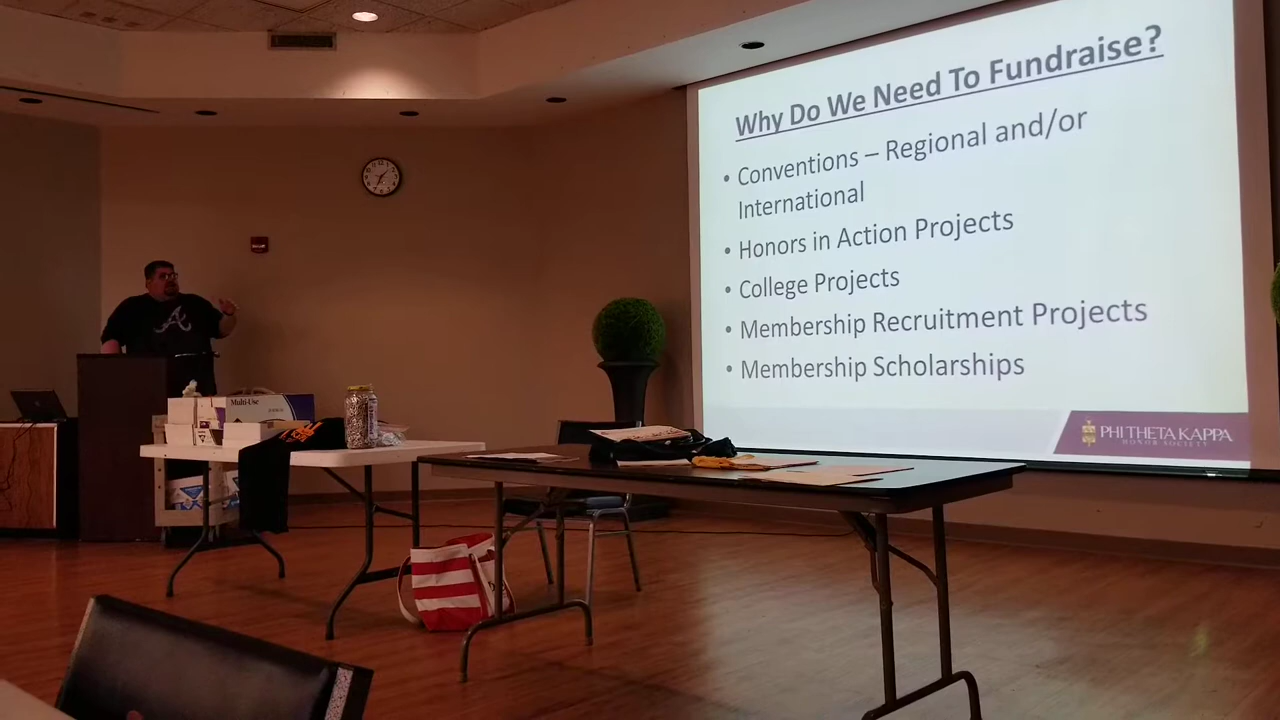 Why Do We Need To Fundraise?
• Conventions – Regional and/or
International
• Honors in Action Projects
• College Projects
• Membership Recruitment Projects
• Membership Scholarships
PHI THETA KAPPA
HONOR SOCIETY
A
Multi-Use